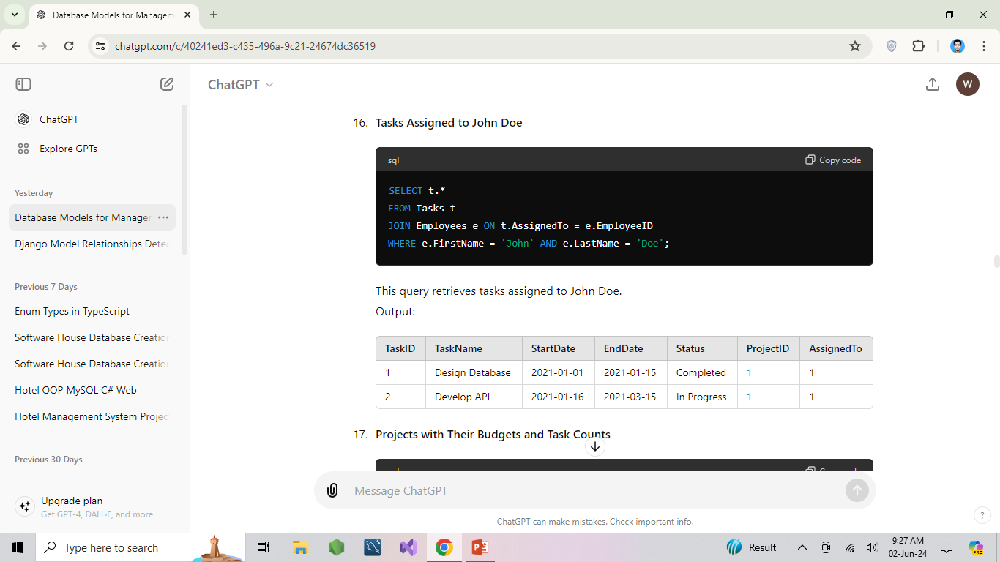 Database Models for Managem
chatgpt.com/c/40241ed3-c435-496a-9c21-24674dc36519
ChatGPT
Explore GPTs
Yesterday
Database Models for Manager
Django Model Relationships Dete
Previous 7 Days
Enum Types in TypeScript
Software House Database Creation
Software House Database Creation
Hotel OOP MySQL C# Web
Hotel Management System Projec
Previous 30 Days
Upgrade plan
Get GPT-4, DALL·E, and more
ChatGPT
W
16. Tasks Assigned to John Doe
sql Copy code
SELECT t.*
FROM Tasks t
JOIN Employees e ON t.AssignedTo = e.EmployeeID
WHERE e.FirstName = 'John' AND e.LastName = 'Doe';
This query retrieves tasks assigned to John Doe.
Output:
TaskID TaskName StartDate EndDate Status ProjectID AssignedTo
1 Design Database 2021-01-01 2021-01-15 Completed 1 1
2 Develop API 2021-01-16 2021-03-15 In Progress 1 1
17. Projects with Their Budgets and Task Counts
sql Copy code
Message ChatGPT
ChatGPT can make mistakes. Check important info.
?
Type here to search
Result
9:27 AM
02-Jun-24
PRE